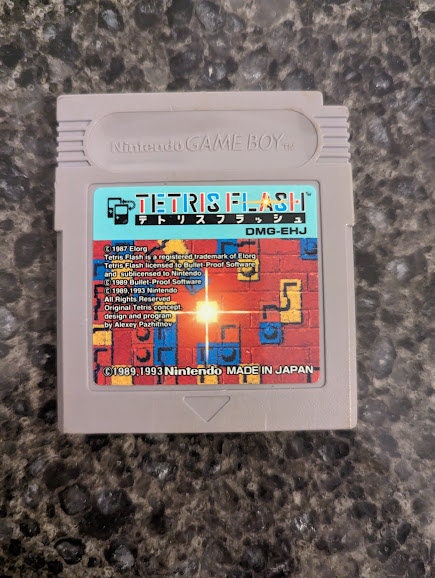 Nintendo GAME BOY TM
TETRIS FLASH TM
テトリスフラッシュ
DMG-EHJ
©1987 Elorg
Tetris Flash is a registered trademark of Elorg
Tetris Flash licensed to Bullet-Proof Software
and sublicensed to Nintendo
©1989 Bullet-Proof Software
©1989,1993 Nintendo
All Rights Reserved
Original Tetris concept,
design and program
by Alexey Pazhitnov
©1989,1993 Nintendo MADE IN JAPAN